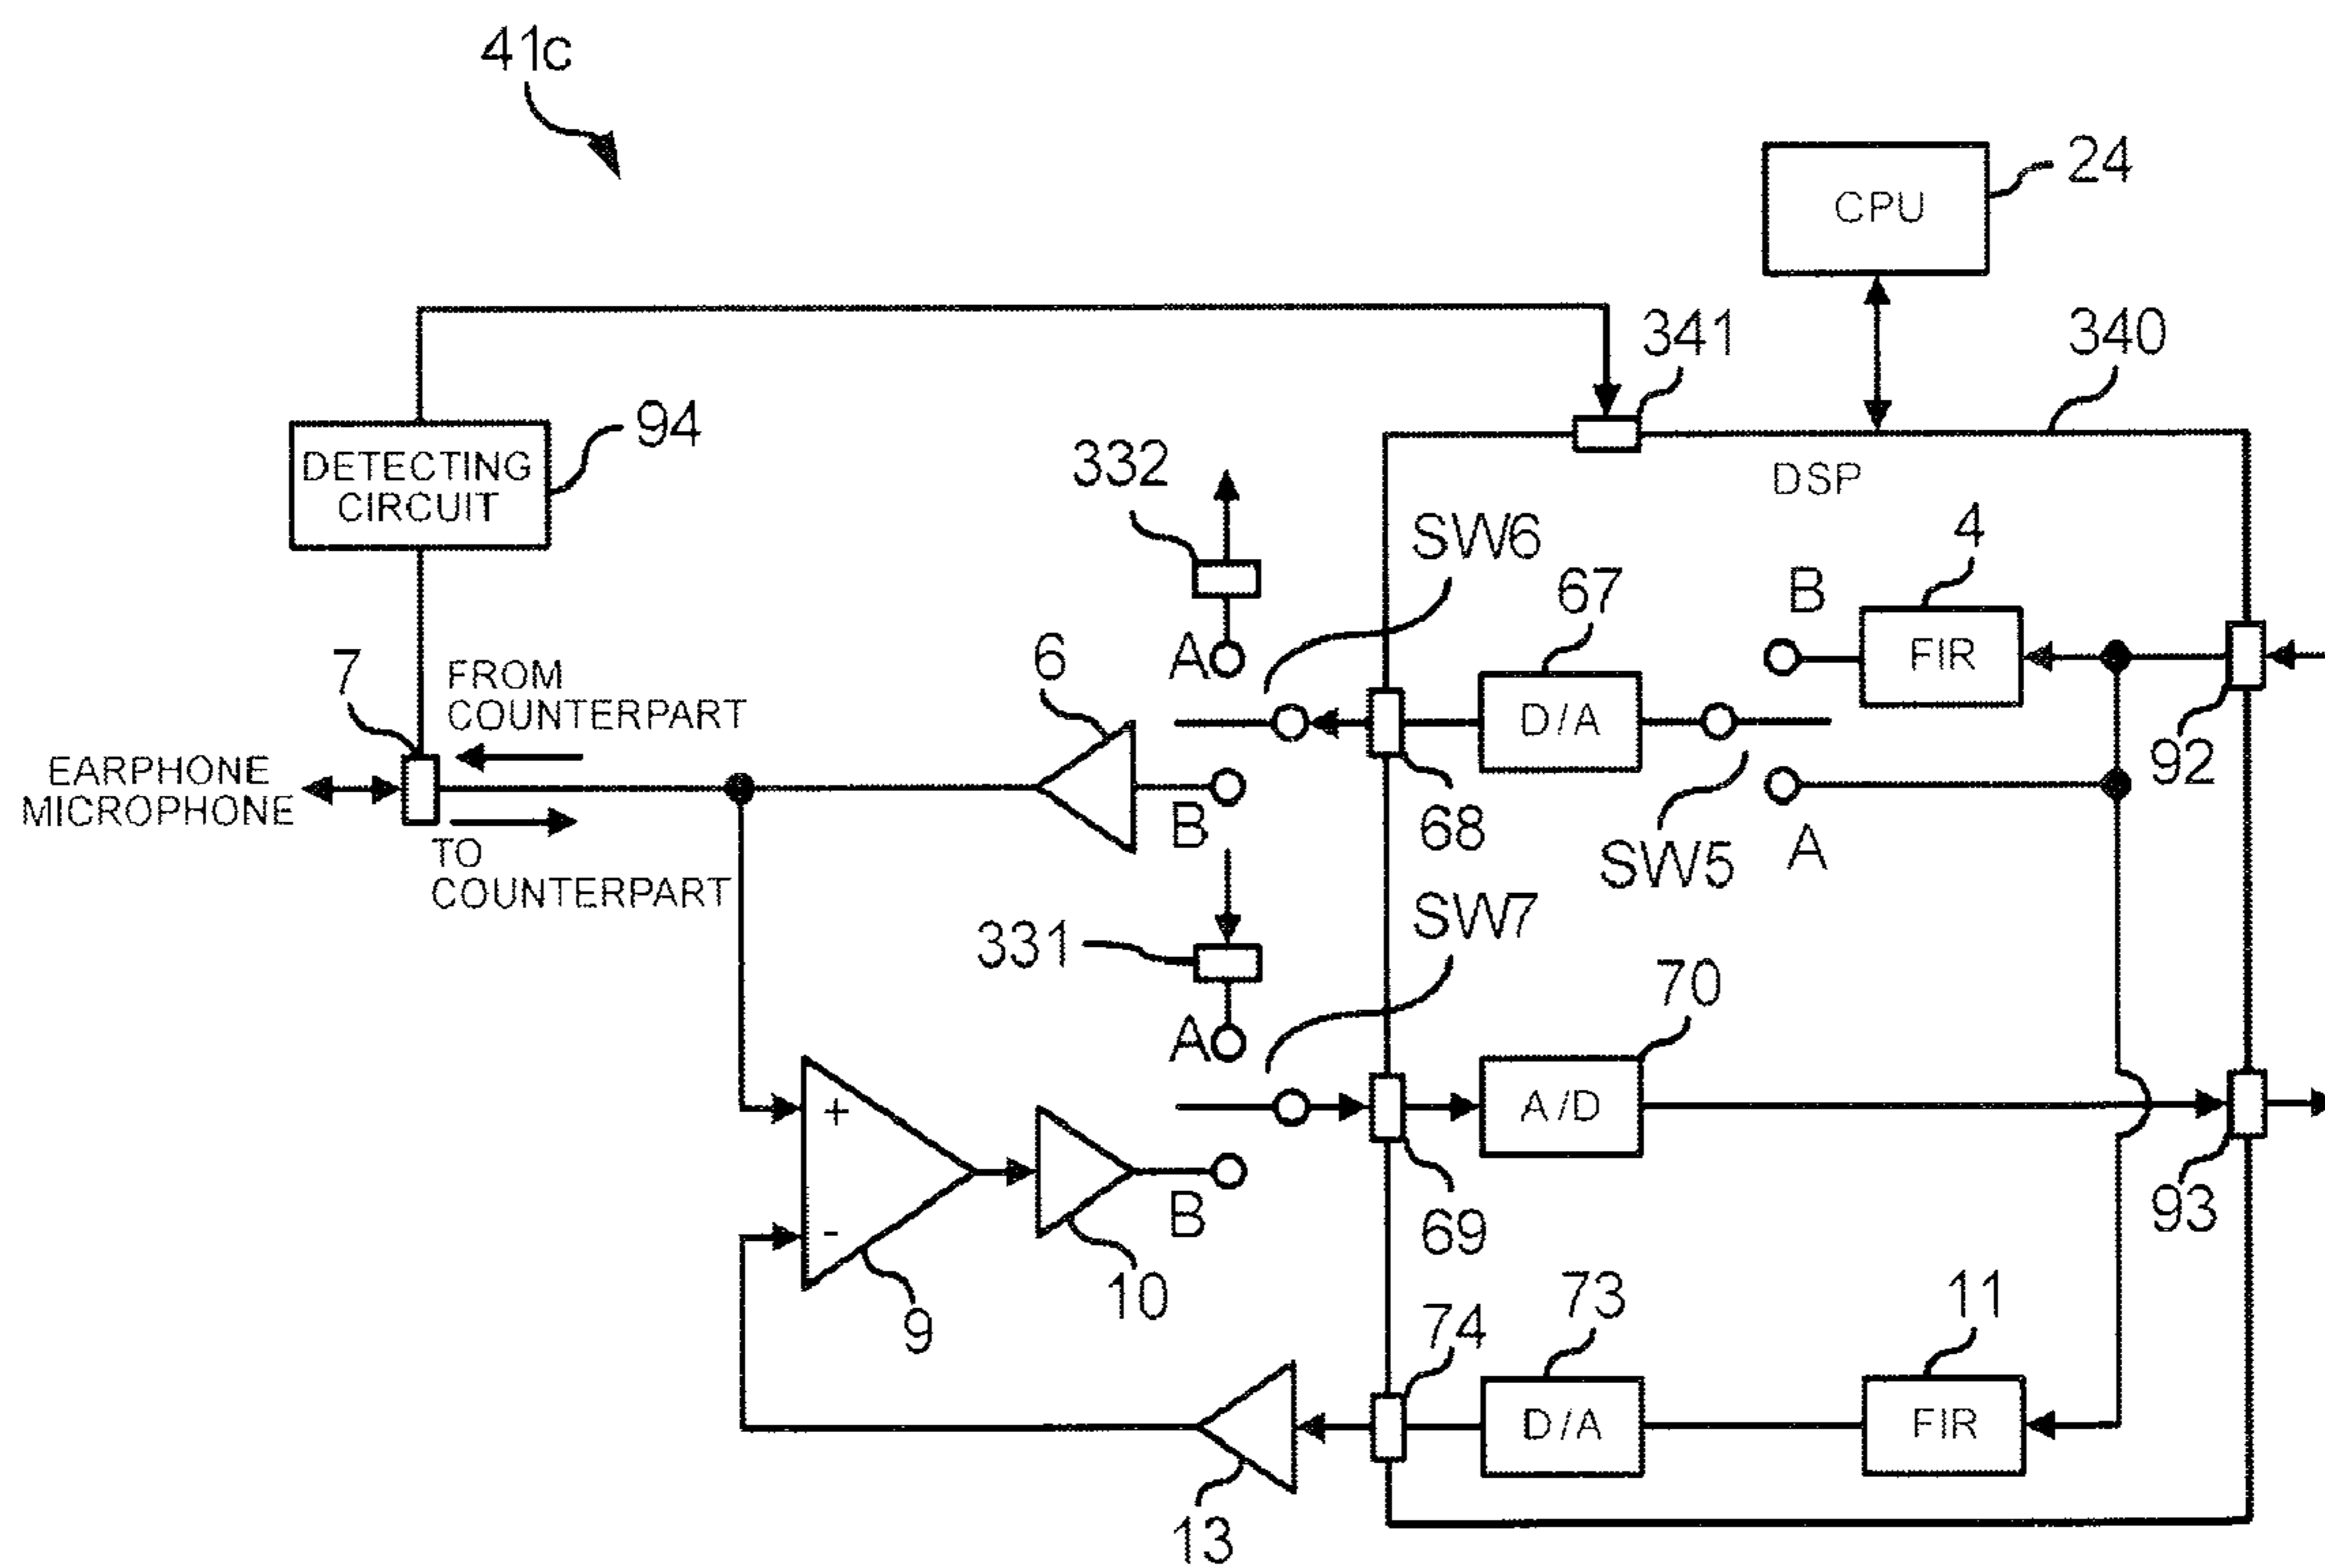 41c
24
CPU
341
340
DETECTING
CIRCUIT
94
332
DSP
SW6
4
67
B
FIR
A
6
7
FROM
COUNTERPART
D/A
92
EARPHONE
MICROPHONE
B
68
SW5
A
TO
COUNTERPART
SW7
331
70
A
+
A/D
-
B
69
93
10
9
74
73
11
D/A
FIR
13